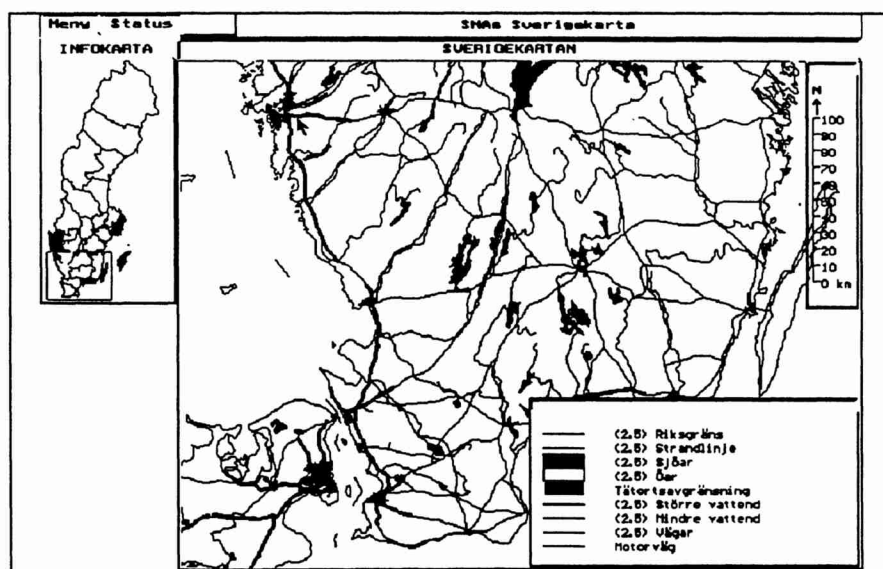 Meny Status
SNAs Sverigekarta
INFOKARTA
SVERIGEKARTAN
N
100
90
80
70
60
50
40
30
20
10
0 km
(2.5) Riksgräns
(2.5) Strandlinje
(2.5) Sjöar
(2.5) Öar
Tätortsavgränsning
(2.5) Större vattend
(2.5) Mindre vattend
(2.5) Vägar
Motorväg